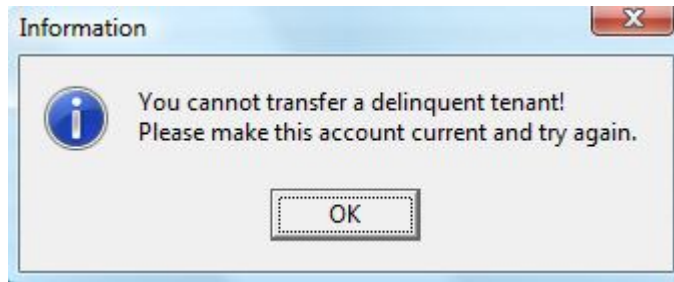 Information
You cannot transfer a delinquent tenant!
Please make this account current and try again.
OK